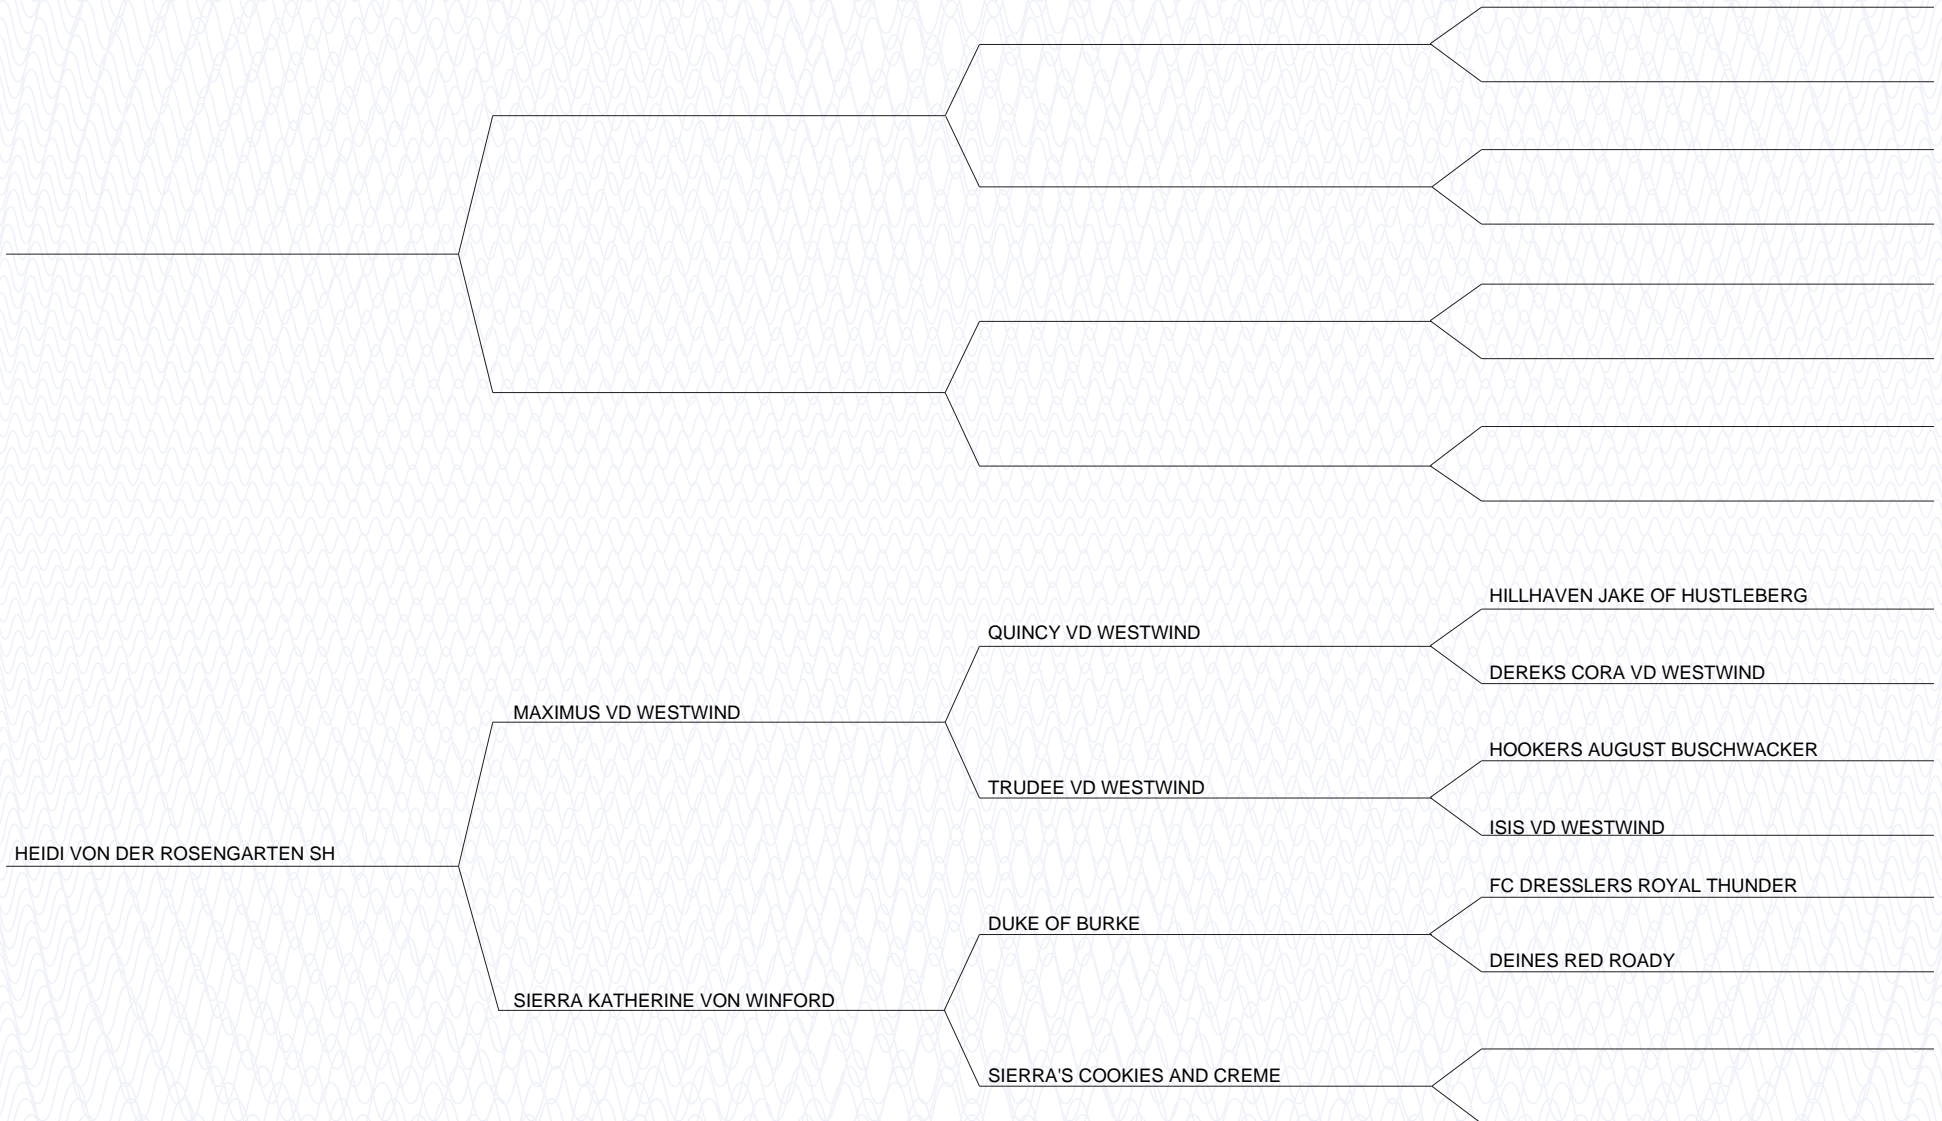 HILLHAVEN JAKE OF HUSTLEBERG
QUINCY VD WESTWIND
DEREKS CORA VD WESTWIND
MAXIMUS VD WESTWIND
HOOKERS AUGUST BUSCHWACKER
TRUDEE VD WESTWIND
ISIS VD WESTWIND
HEIDI VON DER ROSENGARTEN SH
FC DRESSLERS ROYAL THUNDER
DUKE OF BURKE
DEINES RED ROADY
SIERRA KATHERINE VON WINFORD
SIERRA'S COOKIES AND CREME